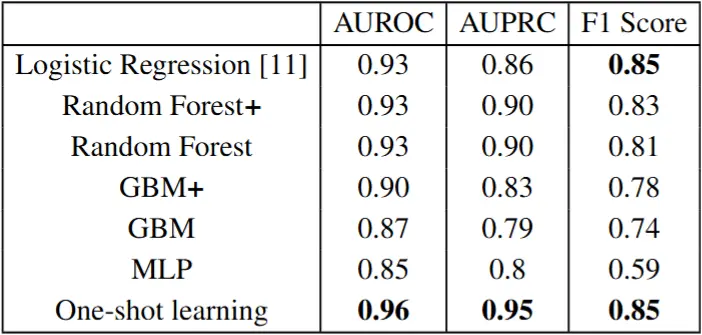 AUROC AUPRC F1 Score
Logistic Regression [11] 0.93 0.86 0.85
Random Forest+ 0.93 0.90 0.83
Random Forest 0.93 0.90 0.81
GBM+ 0.90 0.83 0.78
GBM 0.87 0.79 0.74
MLP 0.85 0.8 0.59
One-shot learning 0.96 0.95 0.85